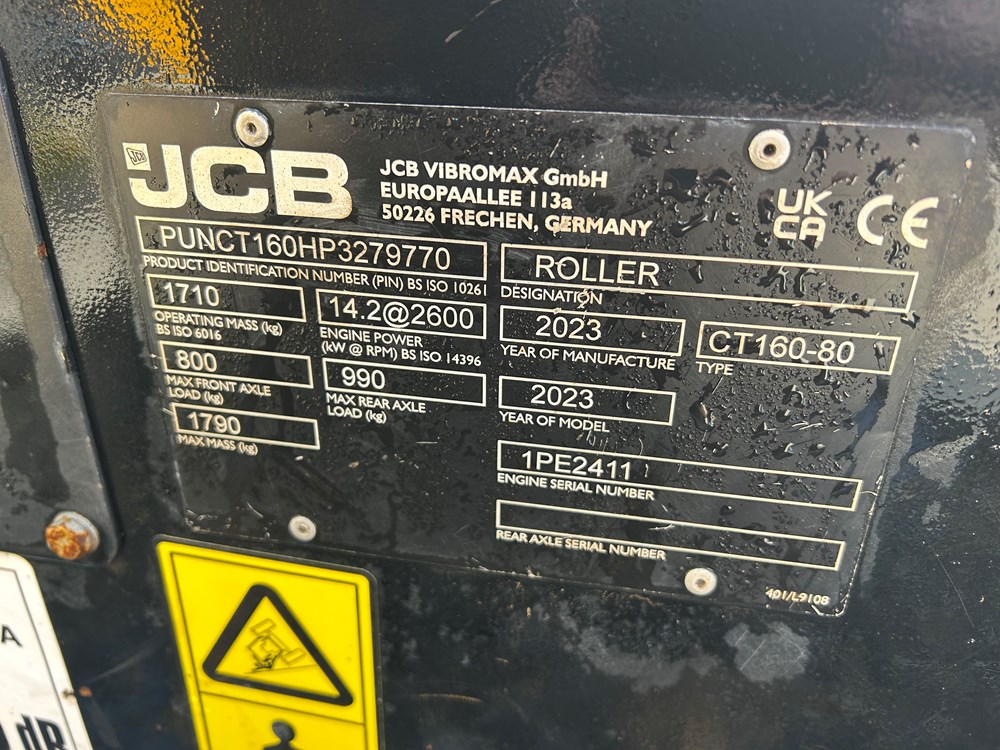 JCB
JCB VIBROMAX GmbH
EUROPAALLEE 113a
50226 FRECHEN, GERMANY
UK
CA CE
PUNCT160HP3279770
PRODUCT IDENTIFICATION NUMBER (PIN) BS ISO 10261
ROLLER
DESIGNATION
1710
OPERATING MASS (kg)
BS ISO 6016
14.2@2600
ENGINE POWER
(kW @ RPM) BS ISO 14396
2023
YEAR OF MANUFACTURE
CT160-80
TYPE
800
MAX FRONT AXLE
LOAD (kg)
990
MAX REAR AXLE
LOAD (kg)
2023
YEAR OF MODEL
1790
MAX MASS (kg)
1PE2411
ENGINE SERIAL NUMBER
REAR AXLE SERIAL NUMBER
401/L9108
A
dB